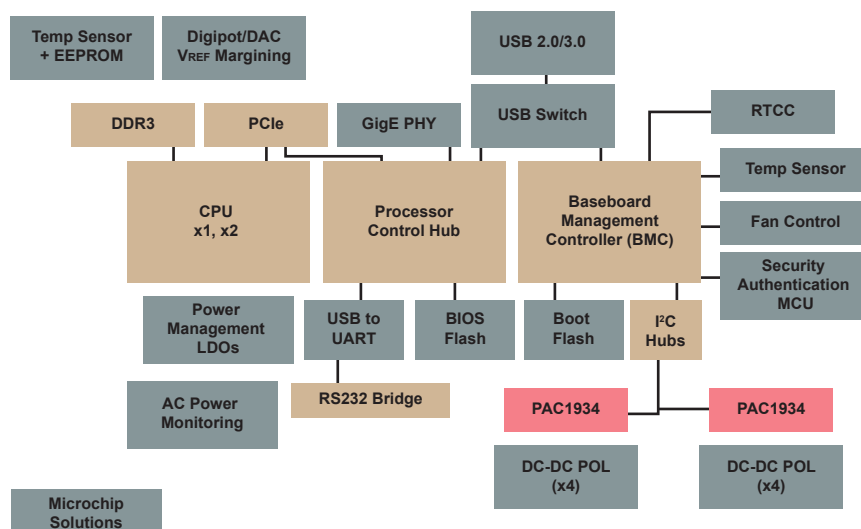 Temp Sensor
+ EEPROM
Digipot/DAC
VREF Margining
USB 2.0/3.0
DDR3
PCIe
GigE PHY
USB Switch
RTCC
CPU
x1, x2
Processor
Control Hub
Baseboard
Management
Controller (BMC)
Temp Sensor
Fan Control
Security
Authentication
MCU
Power
Management
LDOs
USB to
UART
BIOS
Flash
Boot
Flash
I²C
Hubs
AC Power
Monitoring
RS232 Bridge
PAC1934
PAC1934
DC-DC POL
(x4)
DC-DC POL
(x4)
Microchip
Solutions